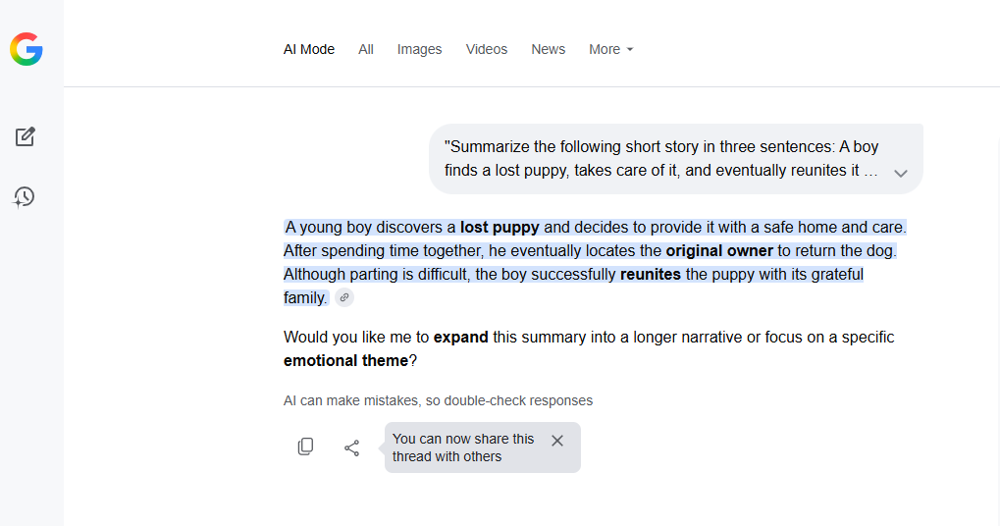 AI Mode All Images Videos News More
"Summarize the following short story in three sentences: A boy
finds a lost puppy, takes care of it, and eventually reunites it ...
A young boy discovers a lost puppy and decides to provide it with a safe home and care.
After spending time together, he eventually locates the original owner to return the dog.
Although parting is difficult, the boy successfully reunites the puppy with its grateful
family.
Would you like me to expand this summary into a longer narrative or focus on a specific
emotional theme?
AI can make mistakes, so double-check responses
You can now share this
thread with others